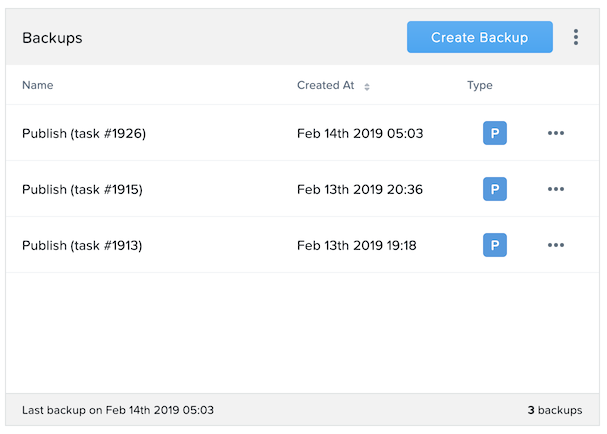 Backups Create Backup
Name Created At Type
Publish (task #1926) Feb 14th 2019 05:03 P
Publish (task #1915) Feb 13th 2019 20:36 P
Publish (task #1913) Feb 13th 2019 19:18 P
Last backup on Feb 14th 2019 05:03 3 backups